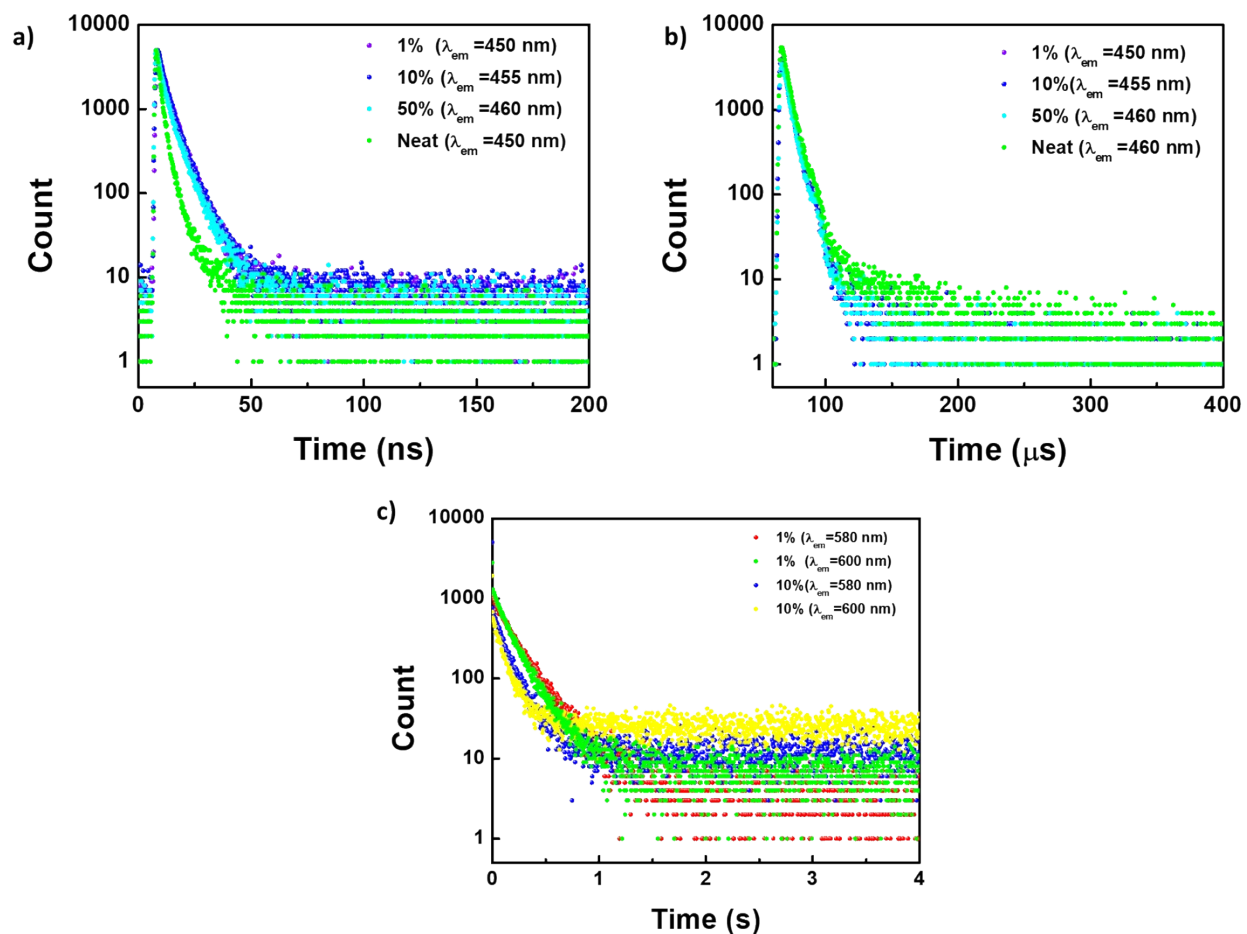 a)
10000
1000
100
10
1
Count
0
50
100
150
200
Time (ns)
1% (λem =450 nm)
10% (λem =455 nm)
50% (λem =460 nm)
Neat (λem =450 nm)
b)
10000
1000
100
10
1
Count
100
200
300
400
Time (μs)
1% (λem =450 nm)
10%(λem =455 nm)
50% (λem =460 nm)
Neat (λem =460 nm)
c)
10000
1000
100
10
1
Count
0
1
2
3
4
Time (s)
1% (λem=580 nm)
1% (λem=600 nm)
10%(λem=580 nm)
10% (λem=600 nm)